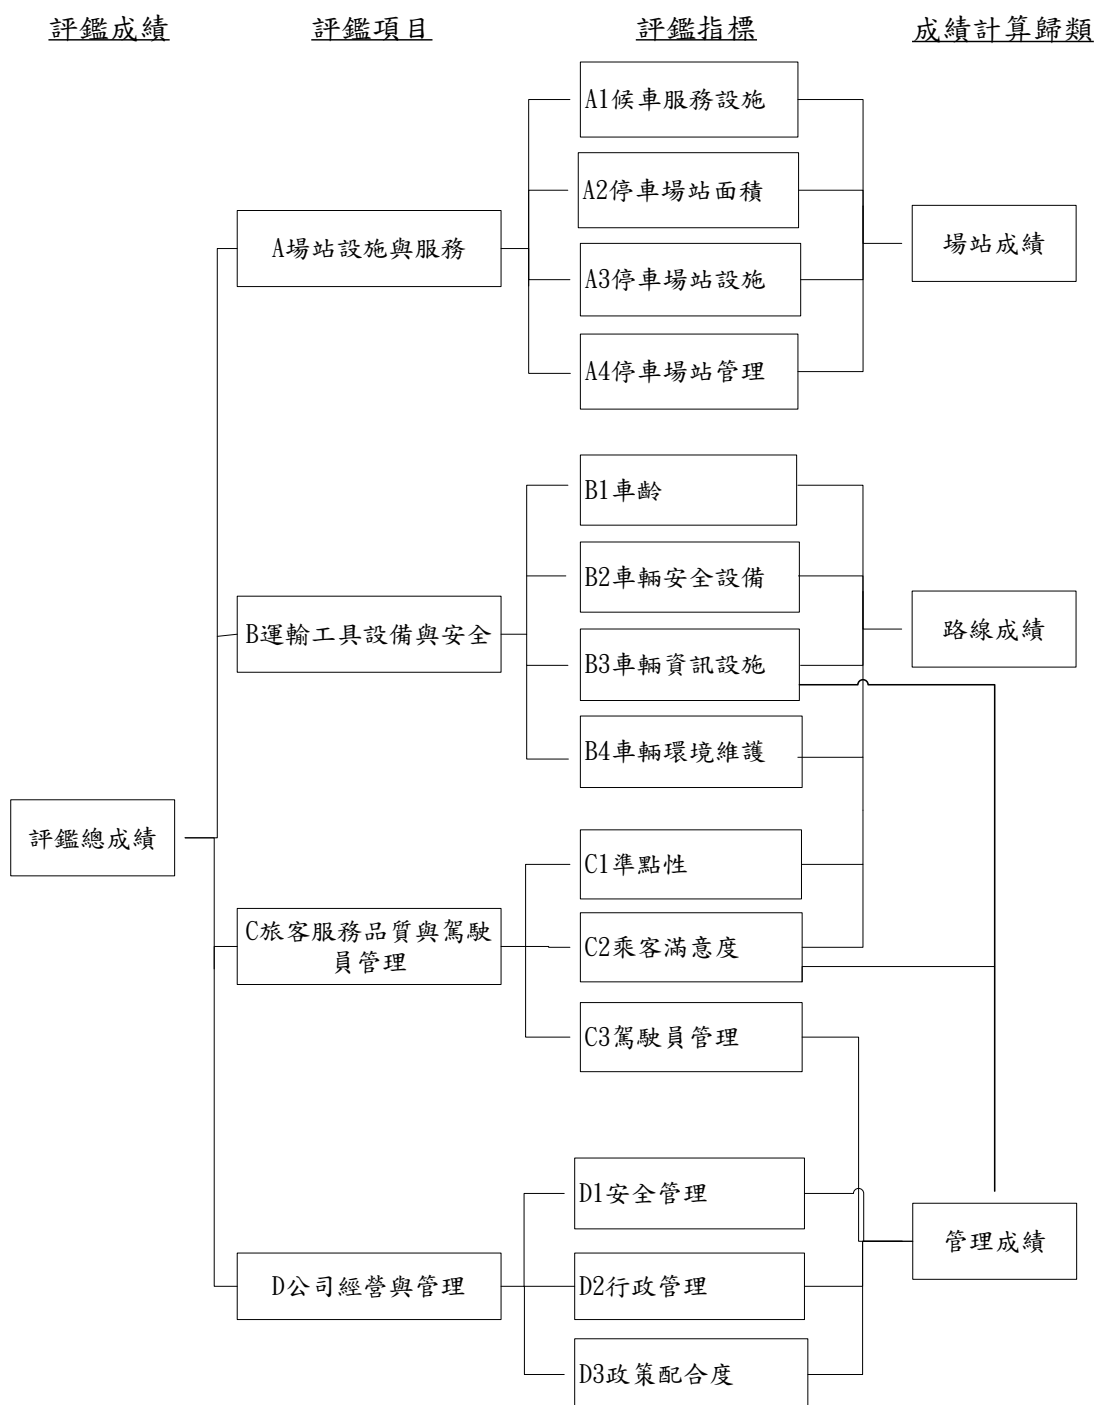 評鑑成績 評鑑項目 評鑑指標 成績計算歸類
A1候車服務設施
A2停車場站面積
A場站設施與服務
場站成績
A3停車場站設施
A4停車場站管理
B1車齡
B2車輛安全設備
B運輸工具設備與安全
路線成績
B3車輛資訊設施
B4車輛環境維護
評鑑總成績
C1準點性
C旅客服務品質與駕駛
員管理
C2乘客滿意度
C3駕駛員管理
D1安全管理
管理成績
D公司經營與管理
D2行政管理
D3政策配合度